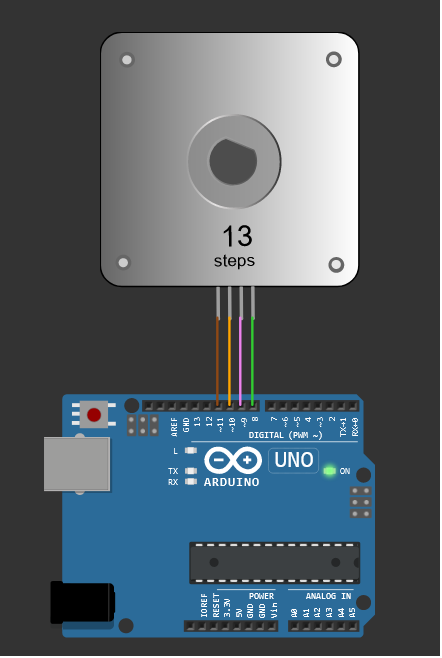 13
steps
AREF
GND
13
12
~11
~10
~9
8
7
~6
~5
4
~3
2
TX→1
RX←0
DIGITAL (PWM ~)
L
TX
RX
UNO
ON
ARDUINO
IOREF
RESET
3.3V
5V
GND
GND
Vin
POWER
A0
A1
A2
A3
A4
A5
ANALOG IN